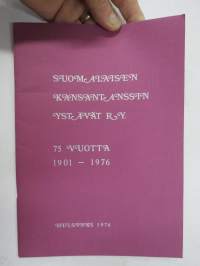 SUOMALAISEN
KANSANTANSSIN
YSTÄVÄT R.Y.
75 VUOTTA
1901 — 1976
HELSINKI 1976